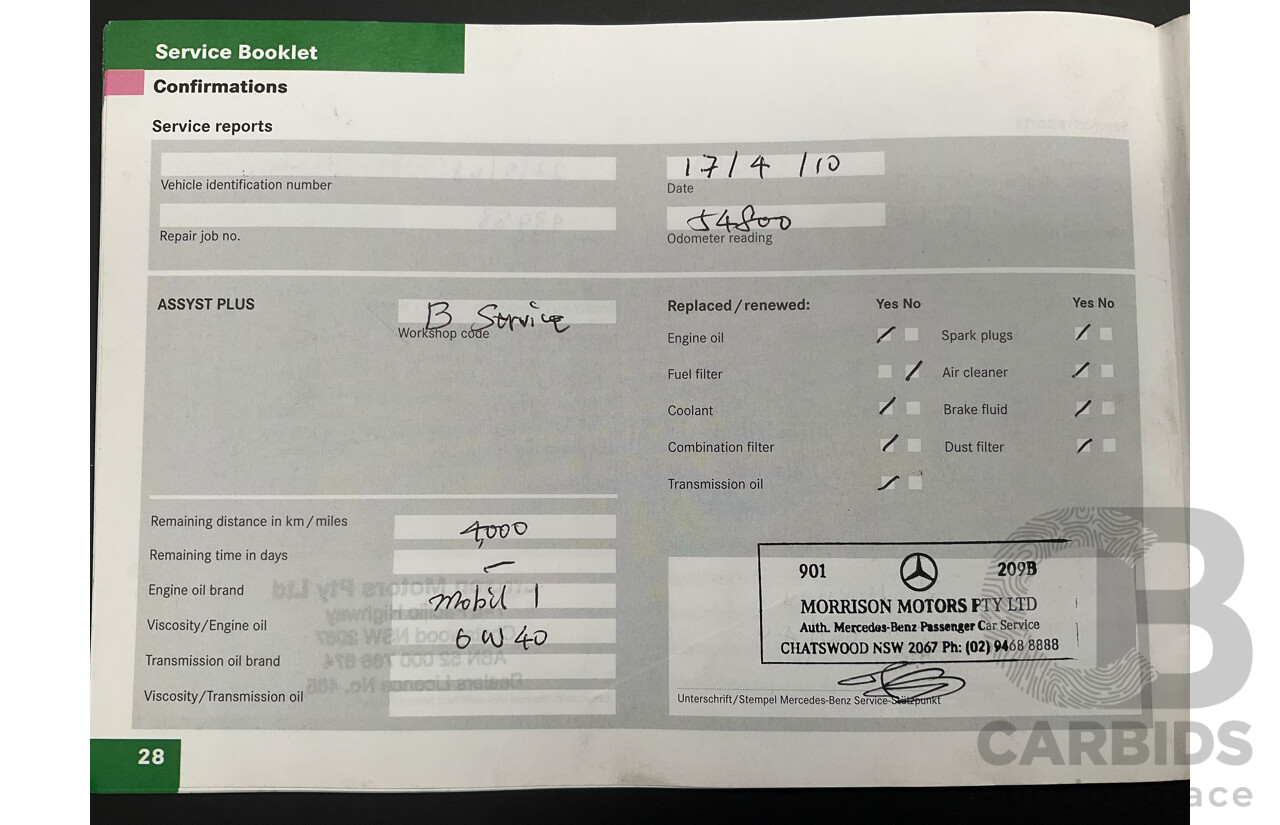 Service Booklet
Confirmations
Service reports
17/4/10
Vehicle identification number
Date
54800
Repair job no.
Odometer reading
ASSYST PLUS
B Service
Workshop code
Replaced/renewed: Yes No Yes No
Engine oil Spark plugs
Fuel filter Air cleaner
Coolant Brake fluid
Combination filter Dust filter
Transmission oil
Remaining distance in km/miles 4,000
Remaining time in days –
Engine oil brand Mobil 1
Viscosity/Engine oil 6 W 40
Transmission oil brand
Viscosity/Transmission oil
901 209B
MORRISON MOTORS PTY LTD
Auth. Mercedes-Benz Passenger Car Service
CHATSWOOD NSW 2067 Ph: (02) 9468 8888
Unterschrift/Stempel Mercedes-Benz Service-Stützpunkt
28
CARBIDS